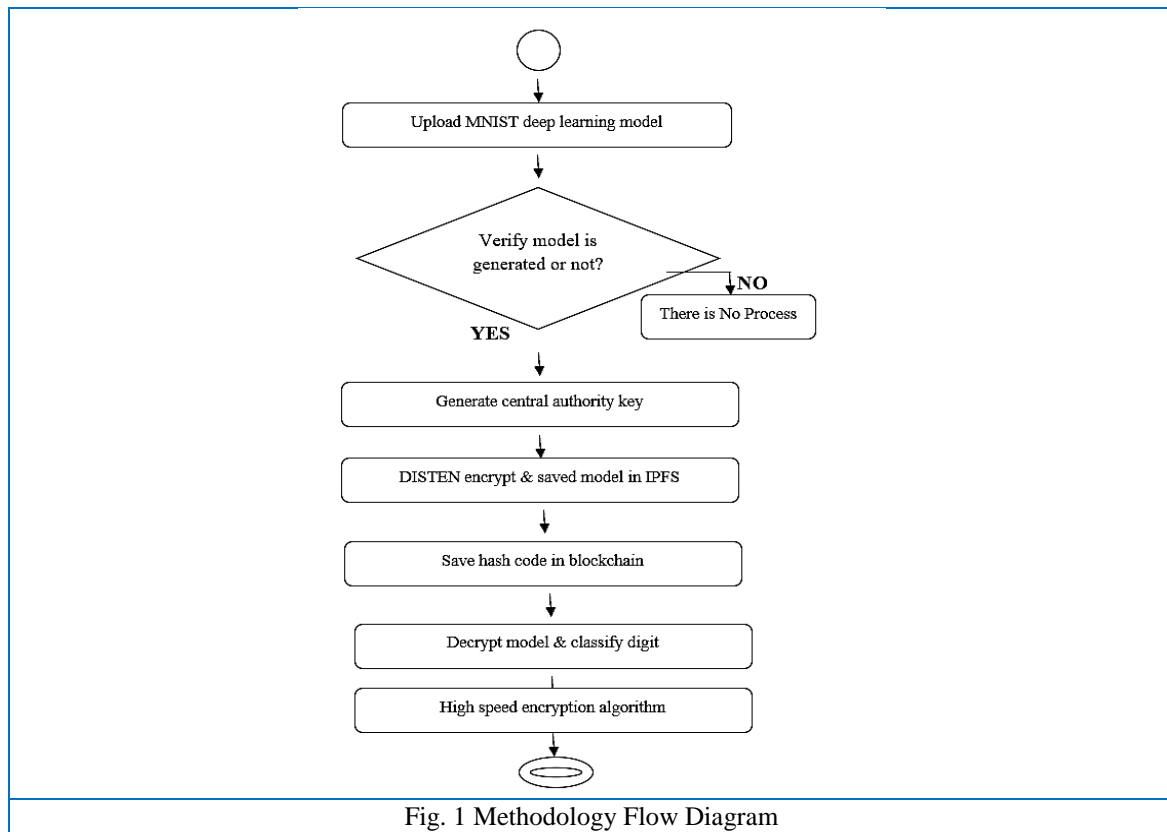 Upload MNIST deep learning model
Verify model is
generated or not?
NO
There is No Process
YES
Generate central authority key
DISTEN encrypt & saved model in IPFS
Save hash code in blockchain
Decrypt model & classify digit
High speed encryption algorithm
Fig. 1 Methodology Flow Diagram